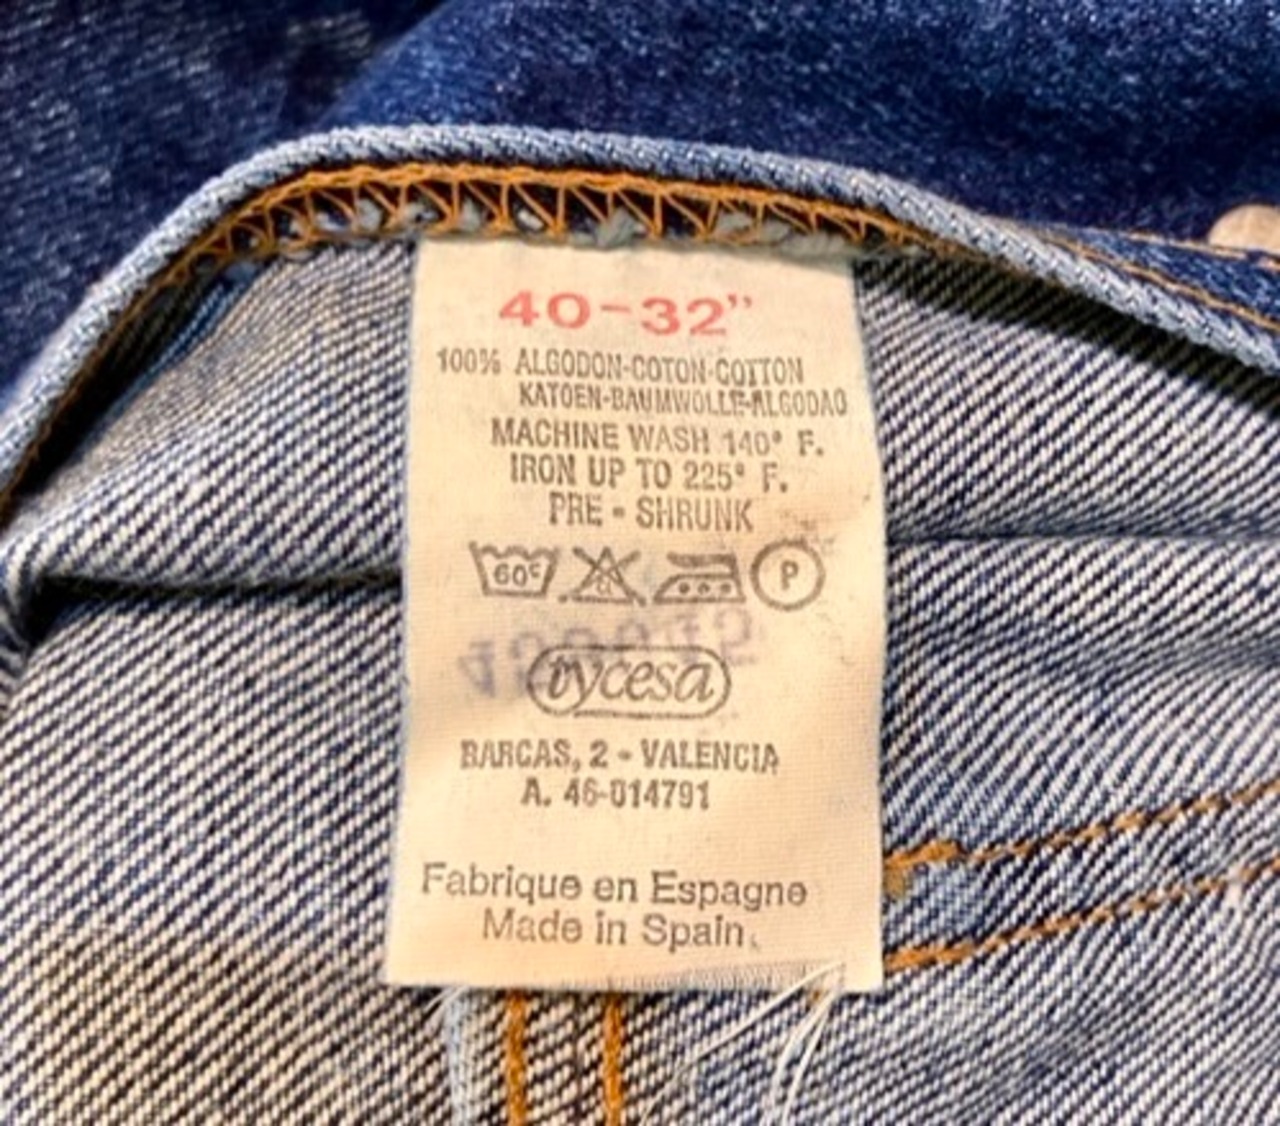 40-32"
100% ALGODON-COTON-COTTON
KATOEN-BAUMWOLLE-ALGODAO
MACHINE WASH 140° F.
IRON UP TO 225° F.
PRE - SHRUNK
60c P
tycesa
BARCAS, 2 - VALENCIA
A. 46-014791
Fabrique en Espagne
Made in Spain.